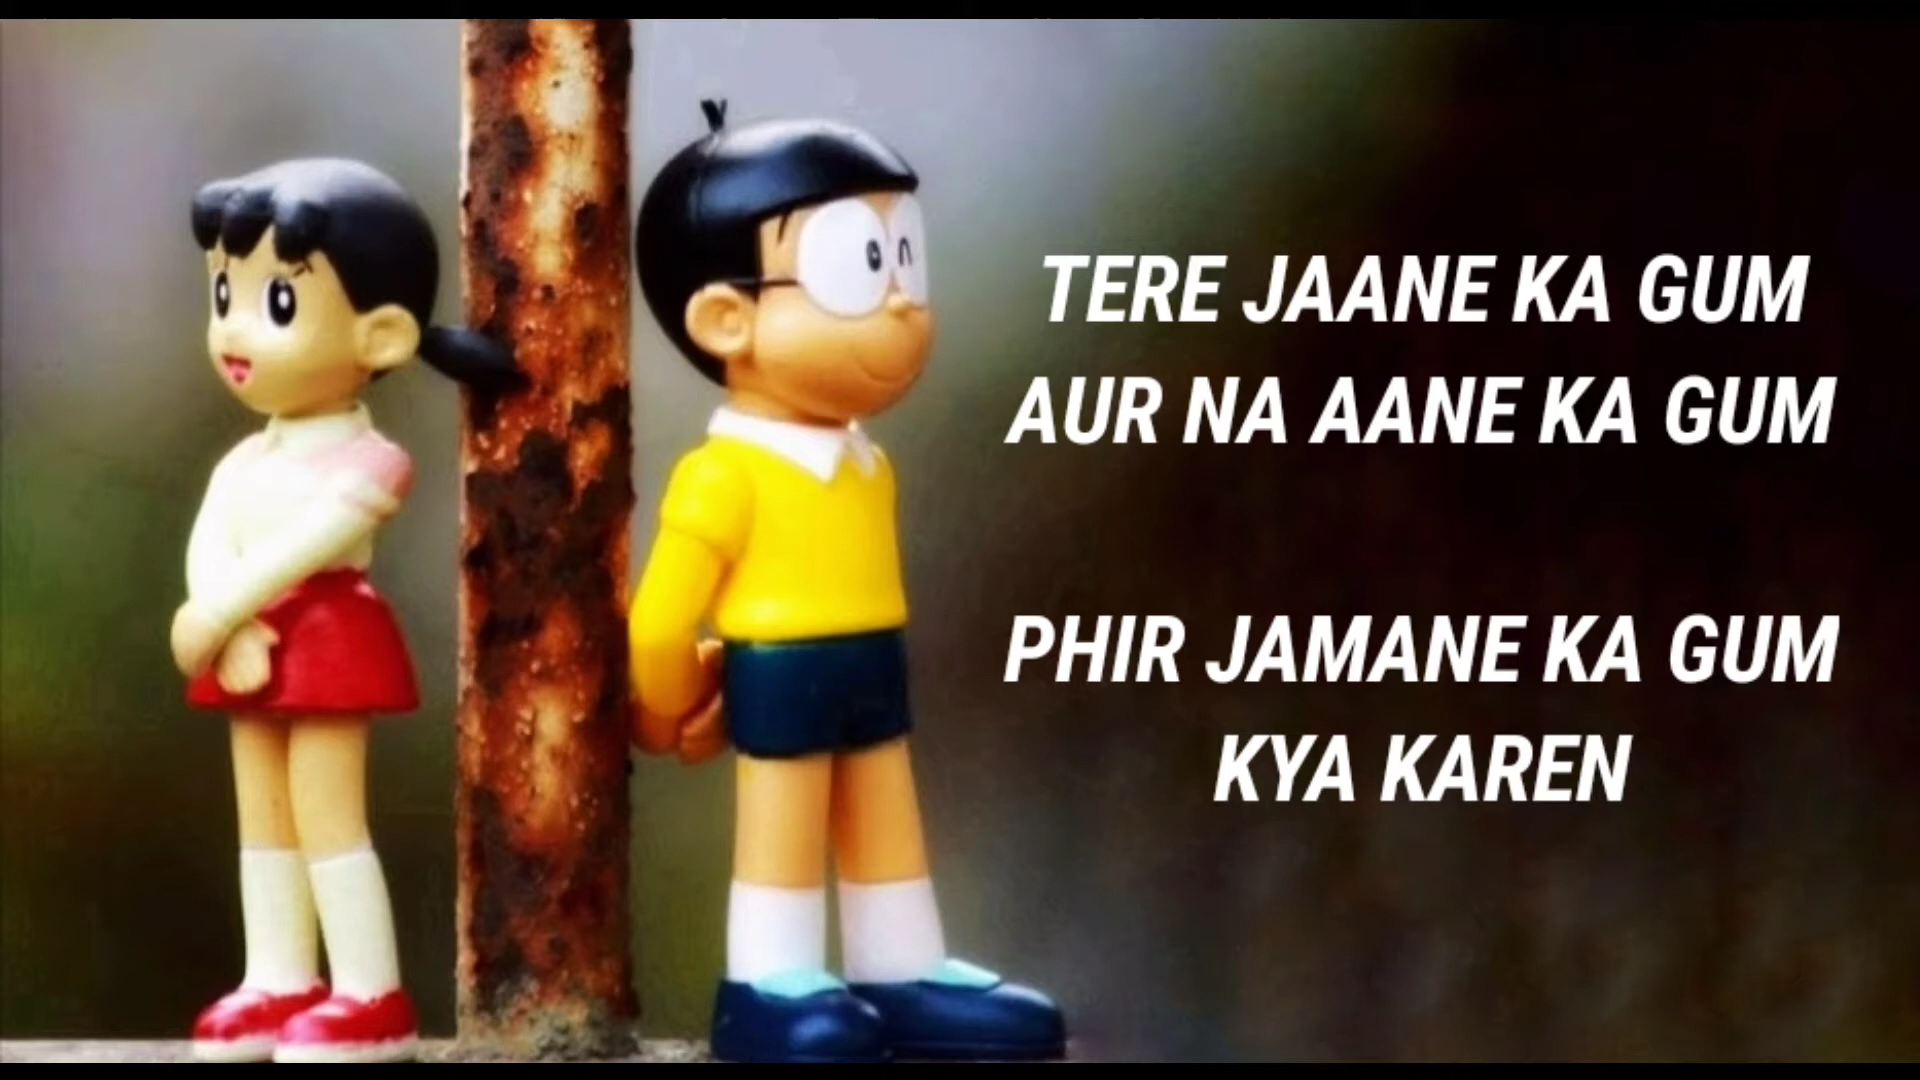 TERE JAANE KA GUM
AUR NA AANE KA GUM
PHIR JAMANE KA GUM
KYA KAREN